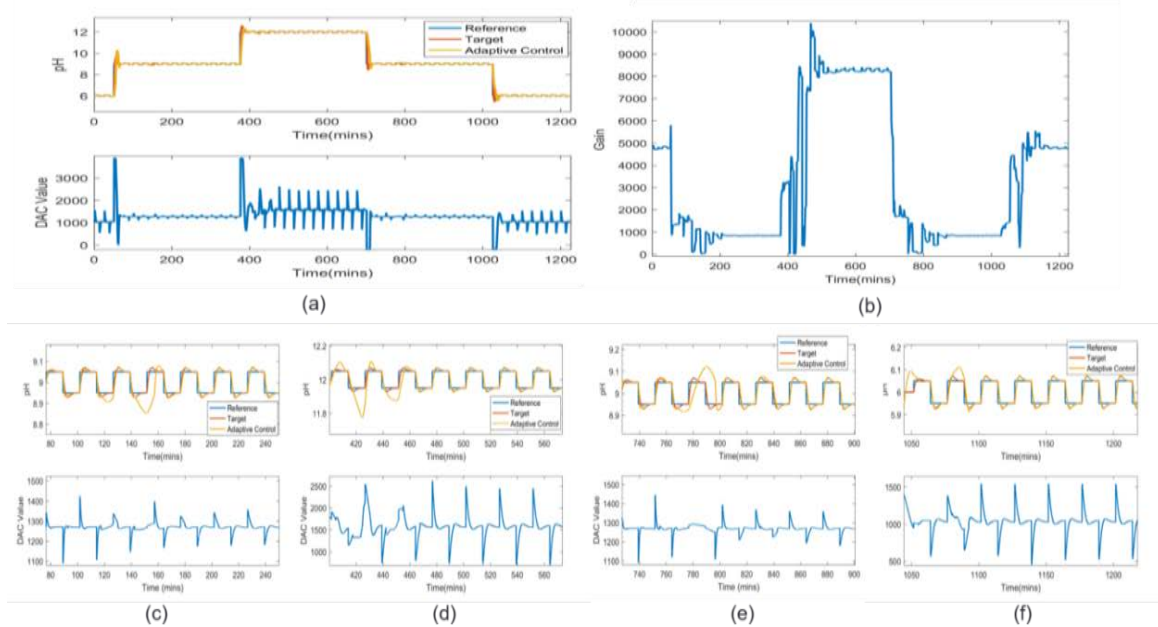 12
10
8
6
pH
Reference
Target
Adaptive Control
0 200 400 600 800 1000 1200
Time(mins)
3000
2000
1000
0
DAC Value
0 200 400 600 800 1000 1200
Time(mins)
(a)
10000
8000
6000
5000
4000
3000
2000
1000
0
Gain
0 200 400 600 800 1000 1200
Time(mins)
(b)
9.1
9
8.9
8.8
pH
Reference
Target
Adaptive Control
80 100 120 140 160 180 200 220 240
Time(mins)
1500
1400
1300
1200
1100
DAC Value
80 100 120 140 160 180 200 220 240
Time (mins)
(c)
12.2
12
11.8
pH
Reference
Target
Adaptive Control
400 420 440 460 480 500 520 540 560
Time(mins)
2500
2000
1500
1000
DAC Value
400 420 440 460 480 500 520 540 560
Time (mins)
(d)
9.2
9.1
9
8.9
pH
Reference
Target
Adaptive Control
740 760 780 800 820 840 860 880 900
Time(mins)
1500
1400
1300
1200
1100
DAC Value
740 760 780 800 820 840 860 880 900
Time (mins)
(e)
6.2
6.1
6
5.9
pH
Reference
Target
Adaptive Control
1050 1100 1150 1200
Time(mins)
1500
1000
500
DAC Value
1050 1100 1150 1200
Time (mins)
(f)